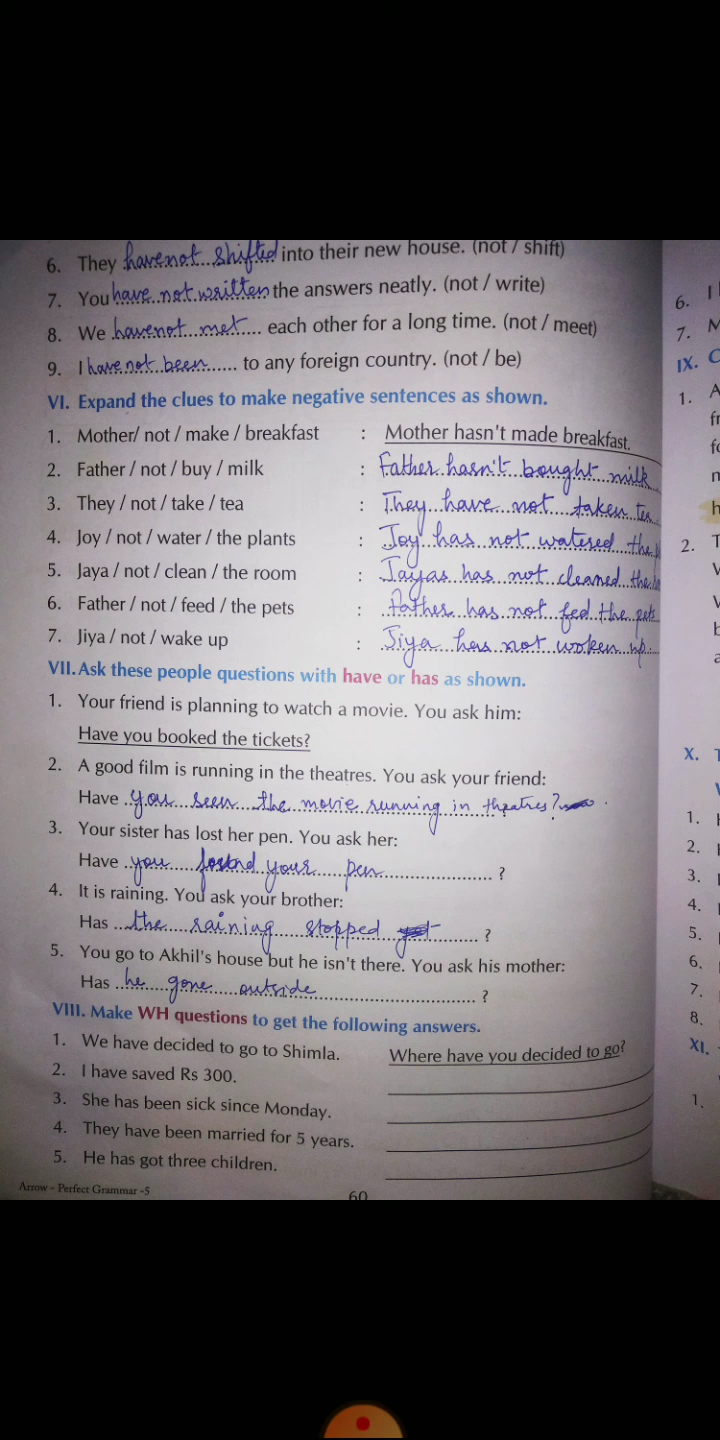 6. They have not shifted into their new house. (not / shift)
7. You have not written the answers neatly. (not / write)
8. We have not met each other for a long time. (not / meet)
9. I have not been to any foreign country. (not / be)
VI. Expand the clues to make negative sentences as shown.
1. Mother/ not / make / breakfast : Mother hasn't made breakfast.
2. Father / not / buy / milk : Father hasn't bought milk
3. They / not / take / tea : They have not taken
4. Joy / not / water / the plants : Joy has not watered the
5. Jaya / not / clean / the room : Jayas has not cleaned the
6. Father / not / feed / the pets : Father has not fed the pets
7. Jiya / not / wake up : Jiya has not woken up.
VII. Ask these people questions with have or has as shown.
1. Your friend is planning to watch a movie. You ask him:
Have you booked the tickets?
2. A good film is running in the theatres. You ask your friend:
Have you seen the movie running in theatres?
3. Your sister has lost her pen. You ask her:
Have you found your pen ?
4. It is raining. You ask your brother:
Has the raining stopped ?
5. You go to Akhil's house but he isn't there. You ask his mother:
Has he gone outside ?
VIII. Make WH questions to get the following answers.
1. We have decided to go to Shimla. Where have you decided to go?
2. I have saved Rs 300.
3. She has been sick since Monday.
4. They have been married for 5 years.
5. He has got three children.
Arrow - Perfect Grammar -5
60
6. I
7. M
IX. C
1. A
fr
f
h
2. T
X. T
1.
2.
3.
4.
5.
6.
7.
8.
XI.
1.